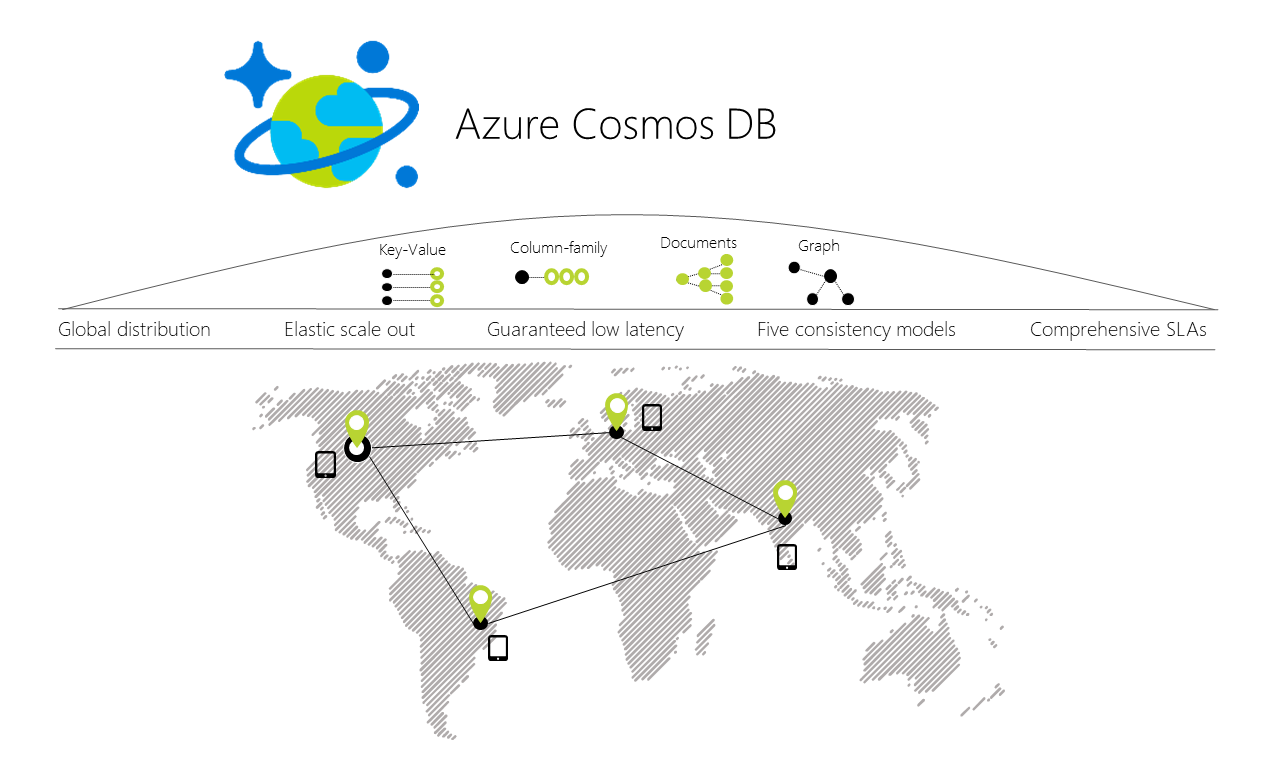 Azure Cosmos DB
Key-Value
Column-family
Documents
Graph
Global distribution
Elastic scale out
Guaranteed low latency
Five consistency models
Comprehensive SLAs